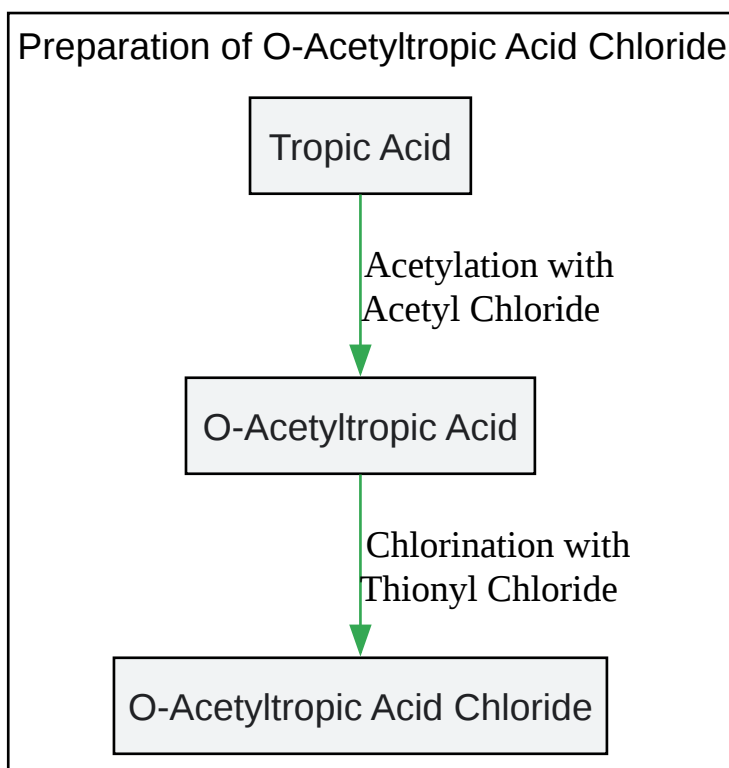 Preparation of O-Acetyltropic Acid Chloride
Tropic Acid
Acetylation with
Acetyl Chloride
O-Acetyltropic Acid
Chlorination with
Thionyl Chloride
O-Acetyltropic Acid Chloride